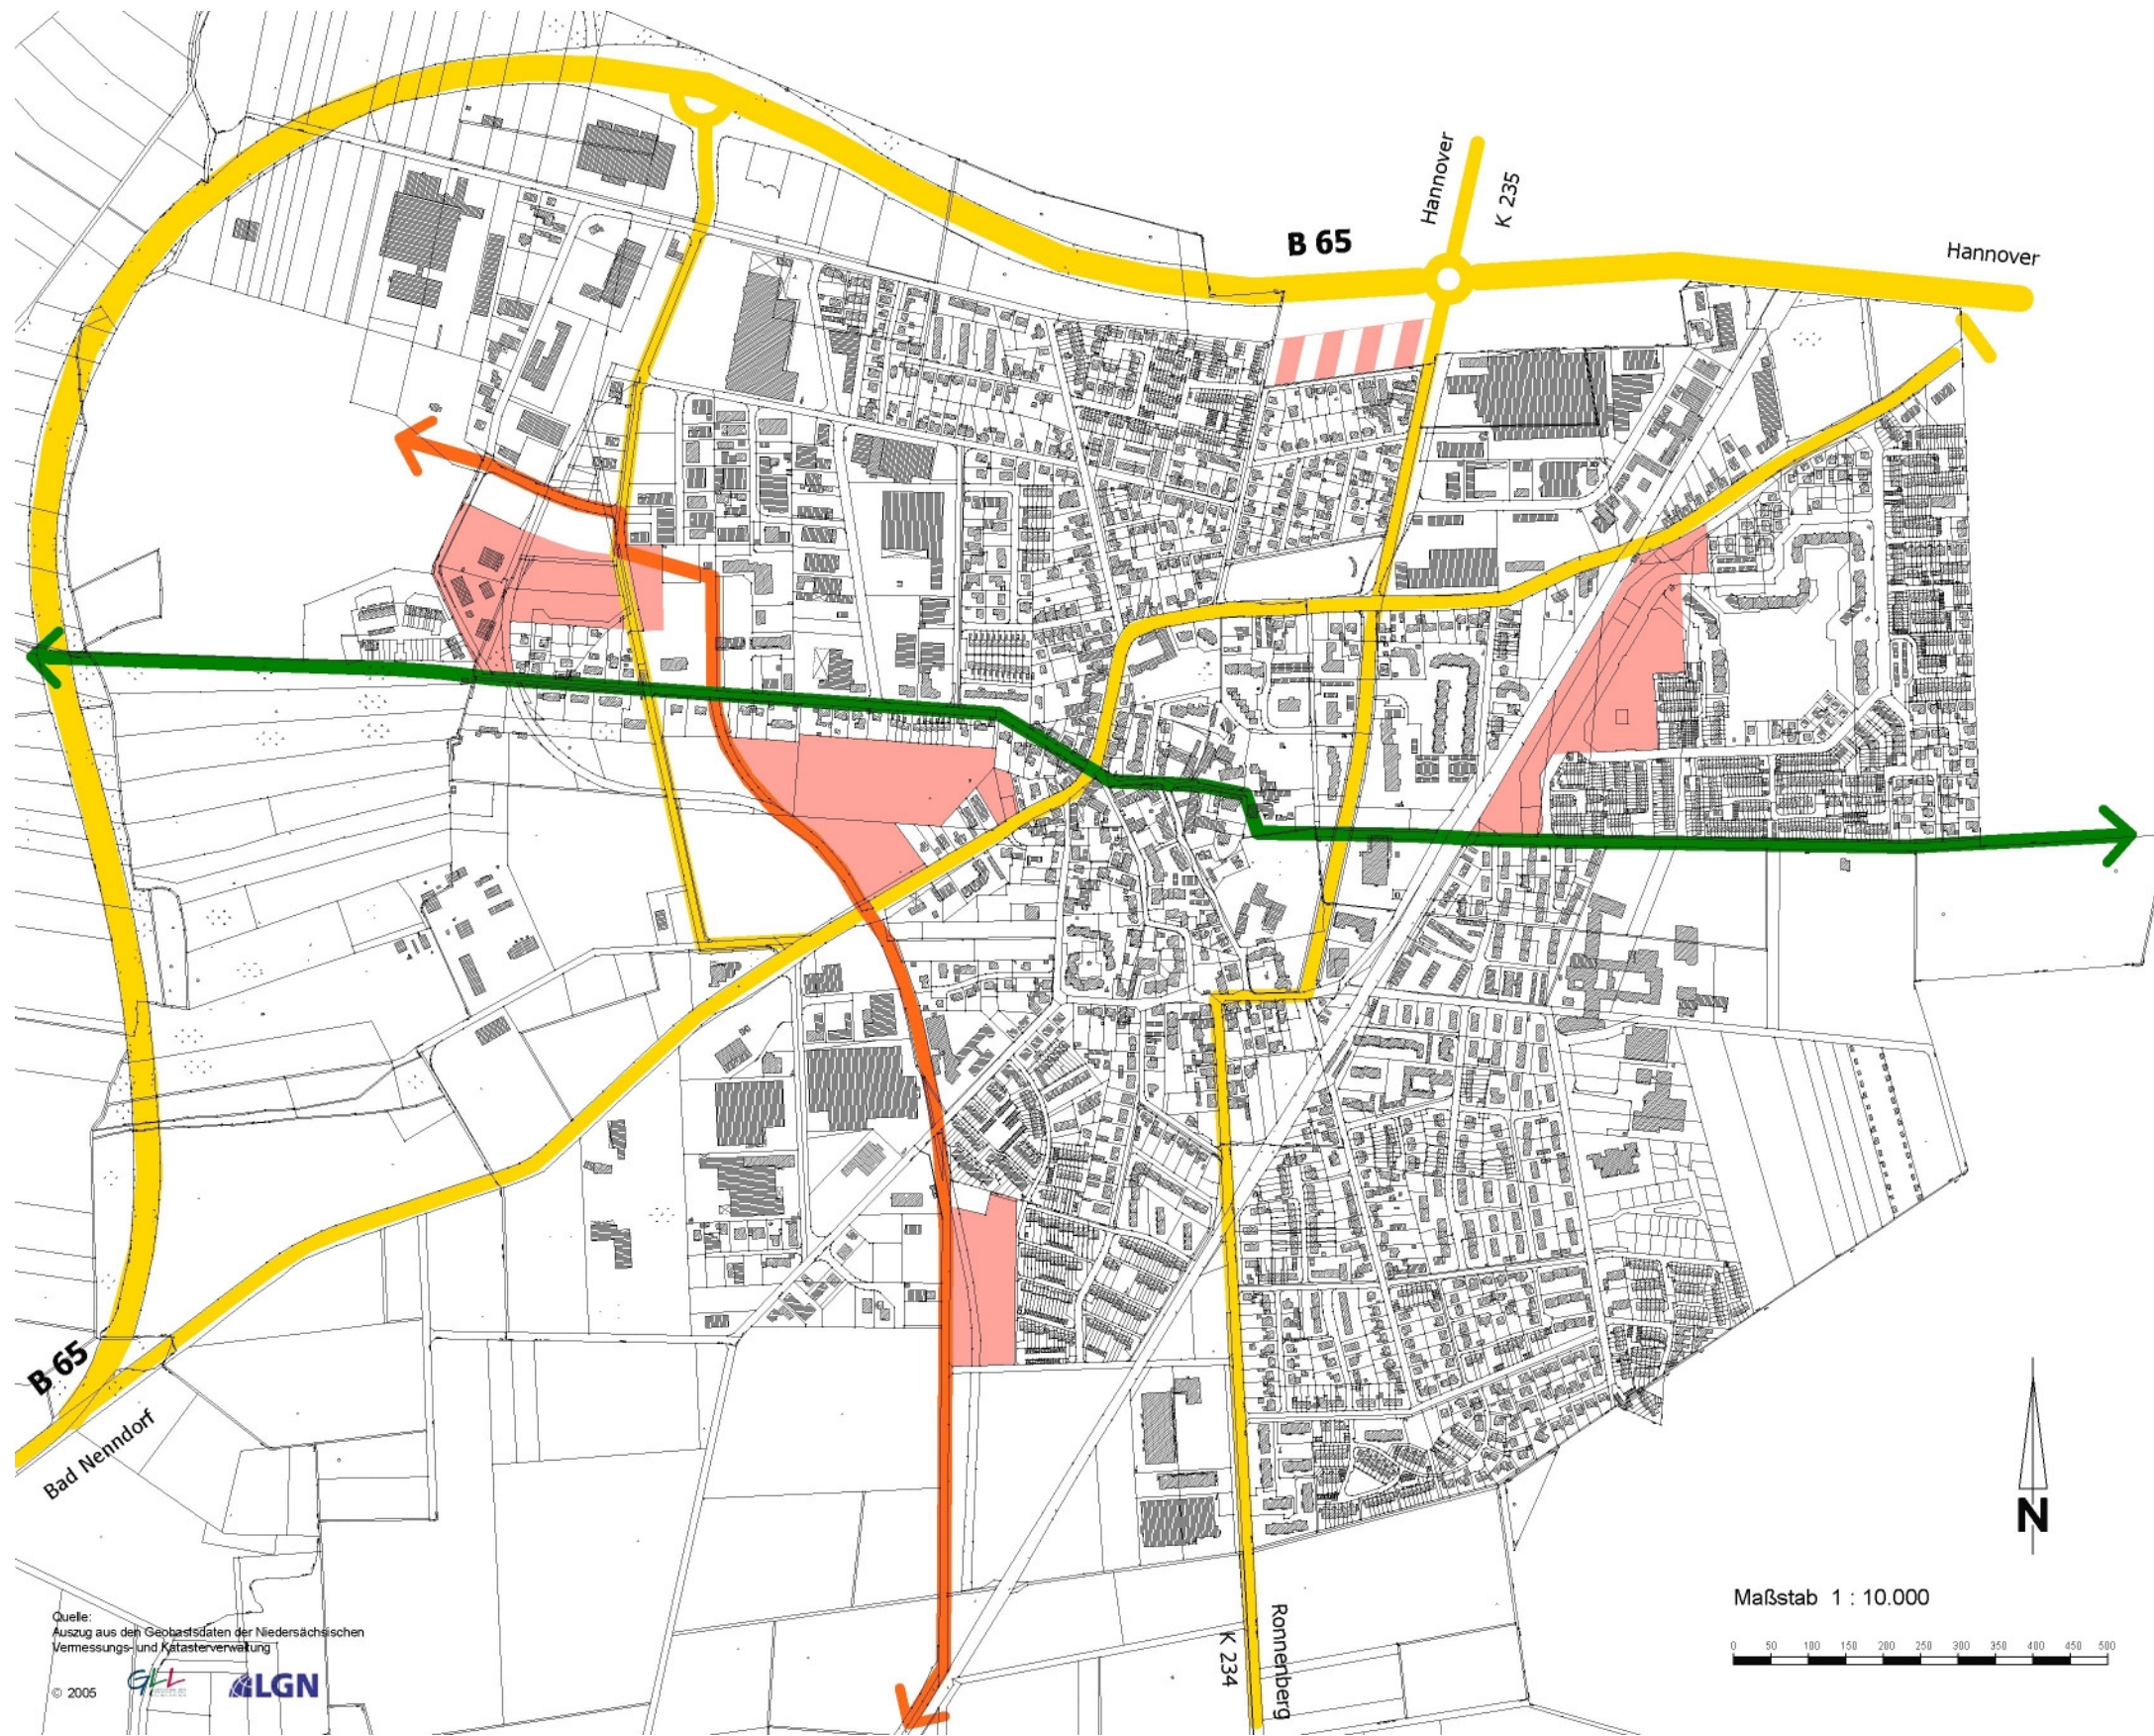 Hannover
K 235
B 65
Hannover
B 65
Bad Nenndorf
N
Maßstab 1 : 10.000
0 50 100 150 200 250 300 350 400 450 500
K 234
Ronnenberg
Quelle:
Auszug aus den Geobasisdaten der Niedersächsischen
Vermessungs- und Katasterverwaltung
© 2005
GLL
LGN